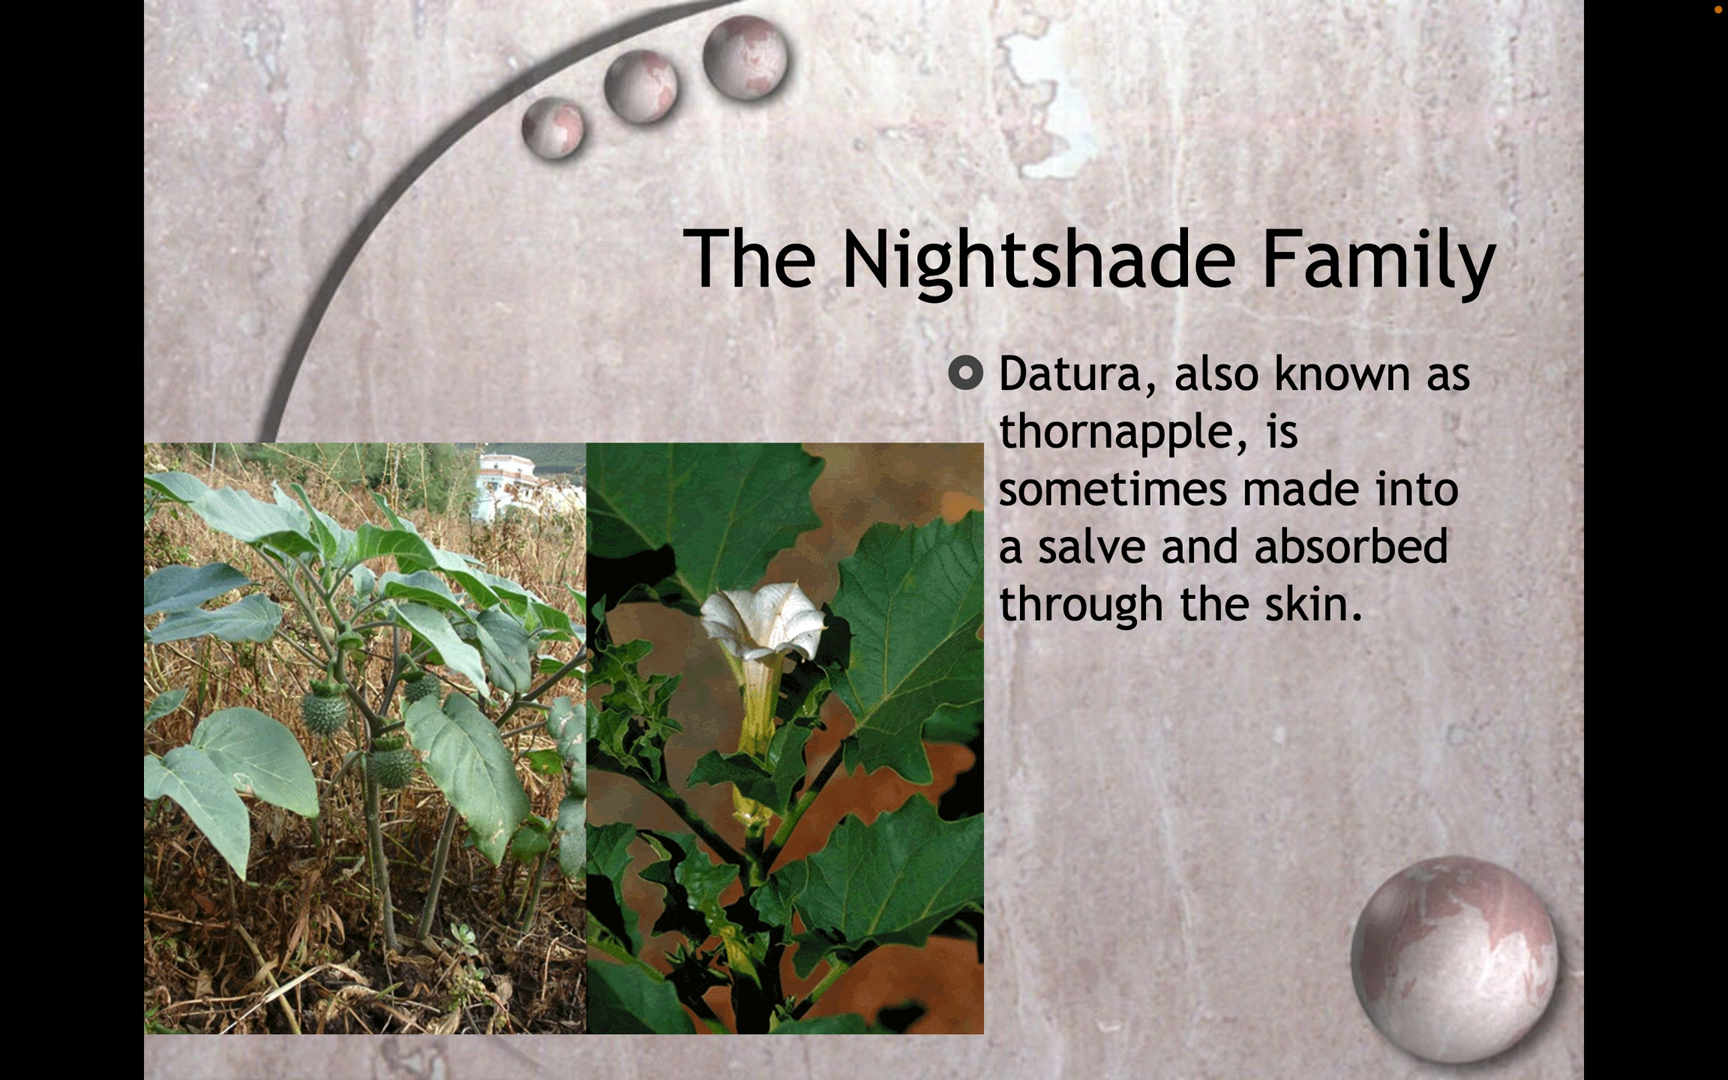 The Nightshade Family
Datura, also known as
thornapple, is
sometimes made into
a salve and absorbed
through the skin.